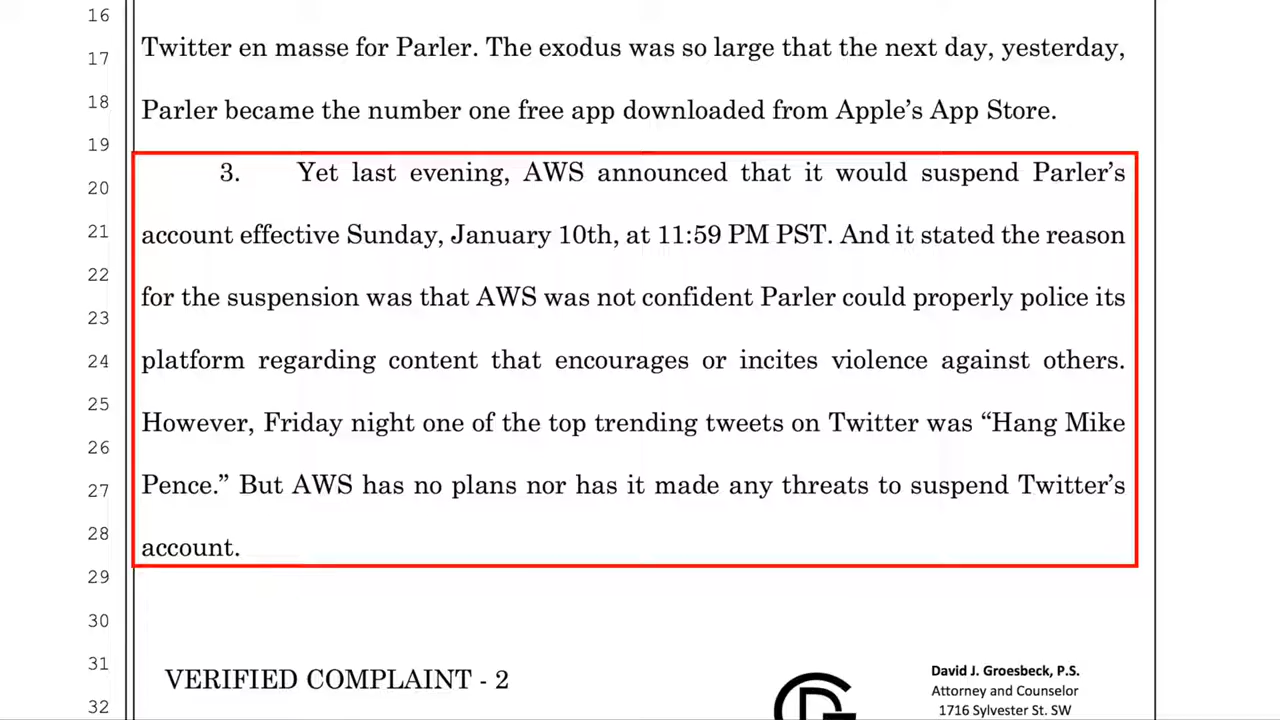 16
17 Twitter en masse for Parler. The exodus was so large that the next day, yesterday,
18 Parler became the number one free app downloaded from Apple’s App Store.
19
20 3. Yet last evening, AWS announced that it would suspend Parler’s
21 account effective Sunday, January 10th, at 11:59 PM PST. And it stated the reason
22 for the suspension was that AWS was not confident Parler could properly police its
23
24 platform regarding content that encourages or incites violence against others.
25 However, Friday night one of the top trending tweets on Twitter was “Hang Mike
26
27 Pence.” But AWS has no plans nor has it made any threats to suspend Twitter’s
28 account.
29
30
31 VERIFIED COMPLAINT - 2
32
David J. Groesbeck, P.S.
Attorney and Counselor
1716 Sylvester St. SW